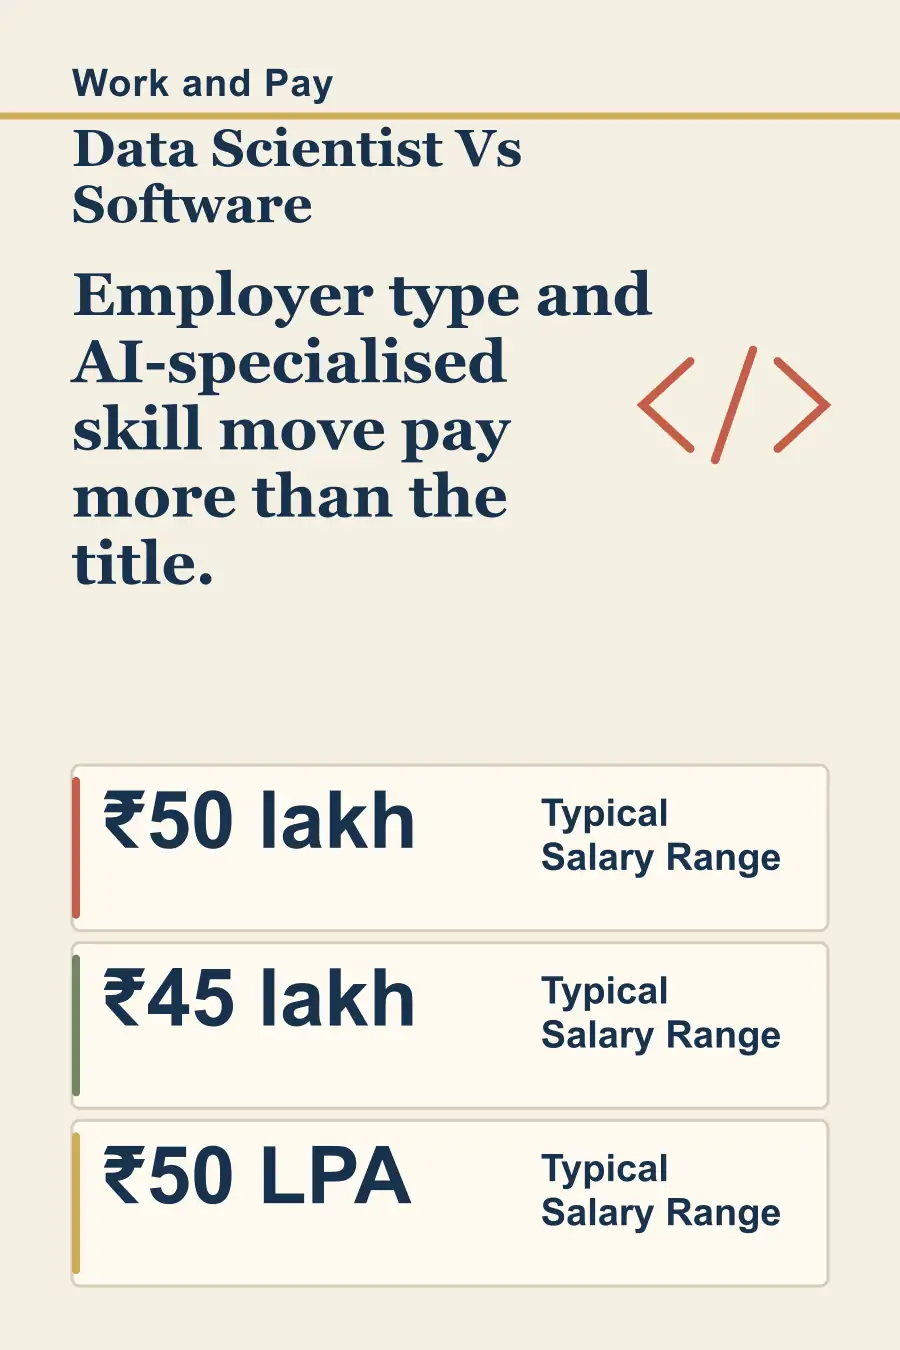 Work and Pay
Data Scientist Vs
Software
Employer type and
AI-specialised
skill move pay
more than the
title.
₹50 lakh
Typical
Salary Range
₹45 lakh
Typical
Salary Range
₹50 LPA
Typical
Salary Range